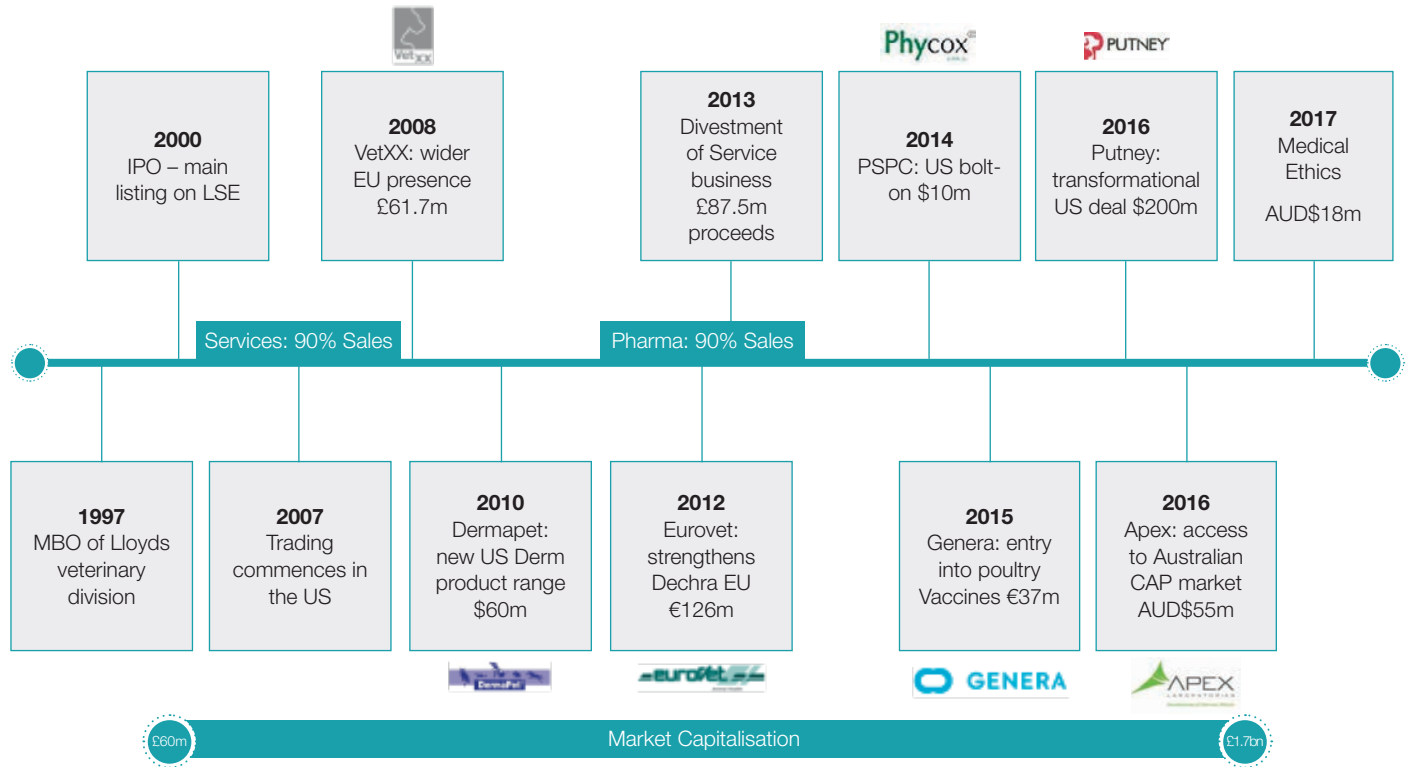 VetXX
Phycox
PUTNEY
2000
IPO – main
listing on LSE
2008
VetXX: wider
EU presence
£61.7m
2013
Divestment
of Service
business
£87.5m
proceeds
2014
PSPC: US bolt-
on $10m
2016
Putney:
transformational
US deal $200m
2017
Medical
Ethics
AUD$18m
Services: 90% Sales
Pharma: 90% Sales
1997
MBO of Lloyds
veterinary
division
2007
Trading
commences in
the US
2010
Dermapet:
new US Derm
product range
$60m
2012
Eurovet:
strengthens
Dechra EU
€126m
2015
Genera: entry
into poultry
Vaccines €37m
2016
Apex: access
to Australian
CAP market
AUD$55m
DermaPet
eurovet
GENERA
APEX
LABORATORIES
£60m
Market Capitalisation
£1.7bn